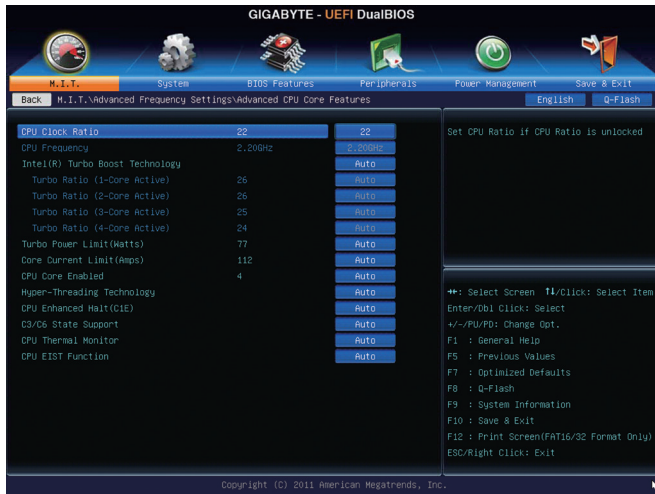 GIGABYTE - UEFI DualBIOS
M.I.T. System BIOS Features Peripherals Power Management Save & Exit
Back M.I.T.\Advanced Frequency Settings\Advanced CPU Core Features English Q-Flash
CPU Clock Ratio 22 22
CPU Frequency 2.20GHz 2.20GHz
Intel(R) Turbo Boost Technology Auto
Turbo Ratio (1-Core Active) 26 Auto
Turbo Ratio (2-Core Active) 26 Auto
Turbo Ratio (3-Core Active) 25 Auto
Turbo Ratio (4-Core Active) 24 Auto
Turbo Power Limit(Watts) 77 Auto
Core Current Limit(Amps) 112 Auto
CPU Core Enabled 4 Auto
Hyper-Threading Technology Auto
CPU Enhanced Halt(C1E) Auto
C3/C6 State Support Auto
CPU Thermal Monitor Auto
CPU EIST Function Auto
Set CPU Ratio if CPU Ratio is unlocked
→←: Select Screen ↑↓/Click: Select Item
Enter/Dbl Click: Select
+/-/PU/PD: Change Opt.
F1 : General Help
F5 : Previous Values
F7 : Optimized Defaults
F8 : Q-Flash
F9 : System Information
F10 : Save & Exit
F12 : Print Screen(FAT16/32 Format Only)
ESC/Right Click: Exit
Copyright (C) 2011 American Megatrends, Inc.